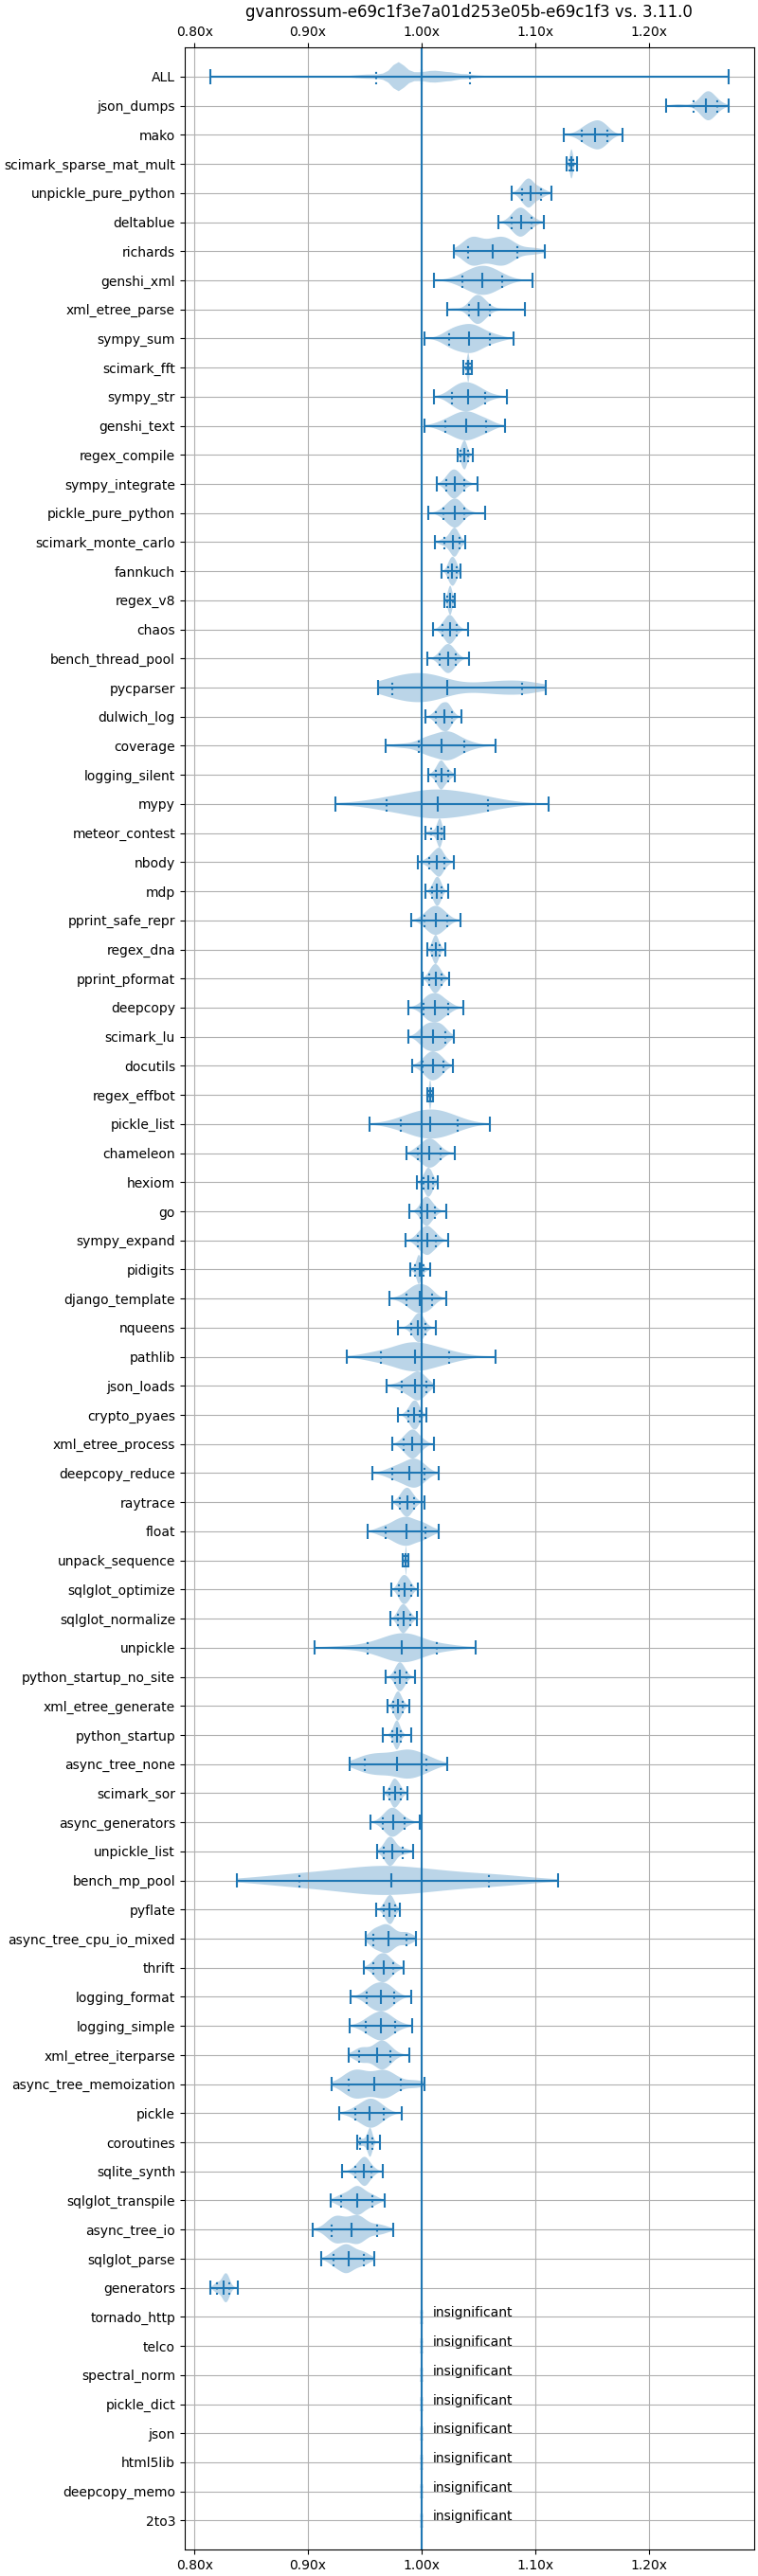 gvanrossum-e69c1f3e7a01d253e05b-e69c1f3 vs. 3.11.0
0.80x 0.90x 1.00x 1.10x 1.20x
ALL
json_dumps
mako
scimark_sparse_mat_mult
unpickle_pure_python
deltablue
richards
genshi_xml
xml_etree_parse
sympy_sum
scimark_fft
sympy_str
genshi_text
regex_compile
sympy_integrate
pickle_pure_python
scimark_monte_carlo
fannkuch
regex_v8
chaos
bench_thread_pool
pycparser
dulwich_log
coverage
logging_silent
mypy
meteor_contest
nbody
mdp
pprint_safe_repr
regex_dna
pprint_pformat
deepcopy
scimark_lu
docutils
regex_effbot
pickle_list
chameleon
hexiom
go
sympy_expand
pidigits
django_template
nqueens
pathlib
json_loads
crypto_pyaes
xml_etree_process
deepcopy_reduce
raytrace
float
unpack_sequence
sqlglot_optimize
sqlglot_normalize
unpickle
python_startup_no_site
xml_etree_generate
python_startup
async_tree_none
scimark_sor
async_generators
unpickle_list
bench_mp_pool
pyflate
async_tree_cpu_io_mixed
thrift
logging_format
logging_simple
xml_etree_iterparse
async_tree_memoization
pickle
coroutines
sqlite_synth
sqlglot_transpile
async_tree_io
sqlglot_parse
generators
tornado_http insignificant
telco insignificant
spectral_norm insignificant
pickle_dict insignificant
json insignificant
html5lib insignificant
deepcopy_memo insignificant
2to3 insignificant
0.80x 0.90x 1.00x 1.10x 1.20x